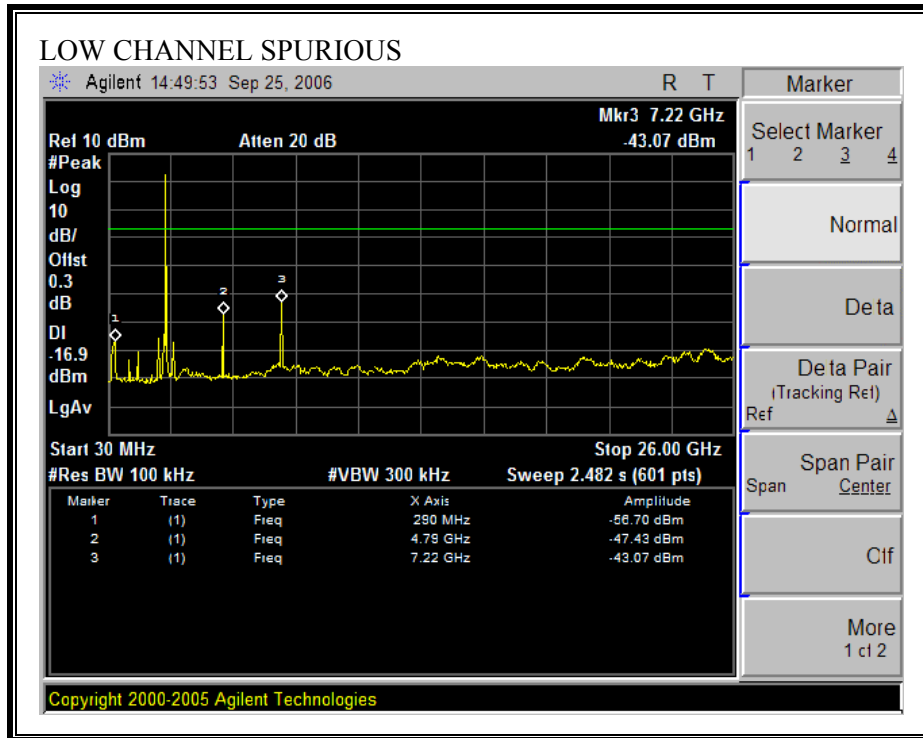 LOW CHANNEL SPURIOUS
Agilent 14:49:53 Sep 25, 2006 R T
Mkr3 7.22 GHz
Ref 10 dBm Atten 20 dB -43.07 dBm
#Peak
Log
10
dB/
Offst
0.3
dB
DI
-16.9
dBm
LgAv
1
2
3
Start 30 MHz Stop 26.00 GHz
#Res BW 100 kHz #VBW 300 kHz Sweep 2.482 s (601 pts)
Marker Trace Type X Axis Amplitude
1 (1) Freq 290 MHz -56.70 dBm
2 (1) Freq 4.79 GHz -47.43 dBm
3 (1) Freq 7.22 GHz -43.07 dBm
Copyright 2000-2005 Agilent Technologies
Marker
Select Marker
1 2 3 4
Normal
Delta
Delta Pair
(Tracking Ref)
Ref Δ
Span Pair
Span Center
Off
More
1 of 2